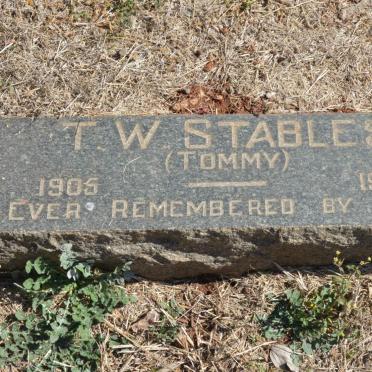 T. W. STABLES
(TOMMY)
1905
EVER REMEMBERED BY